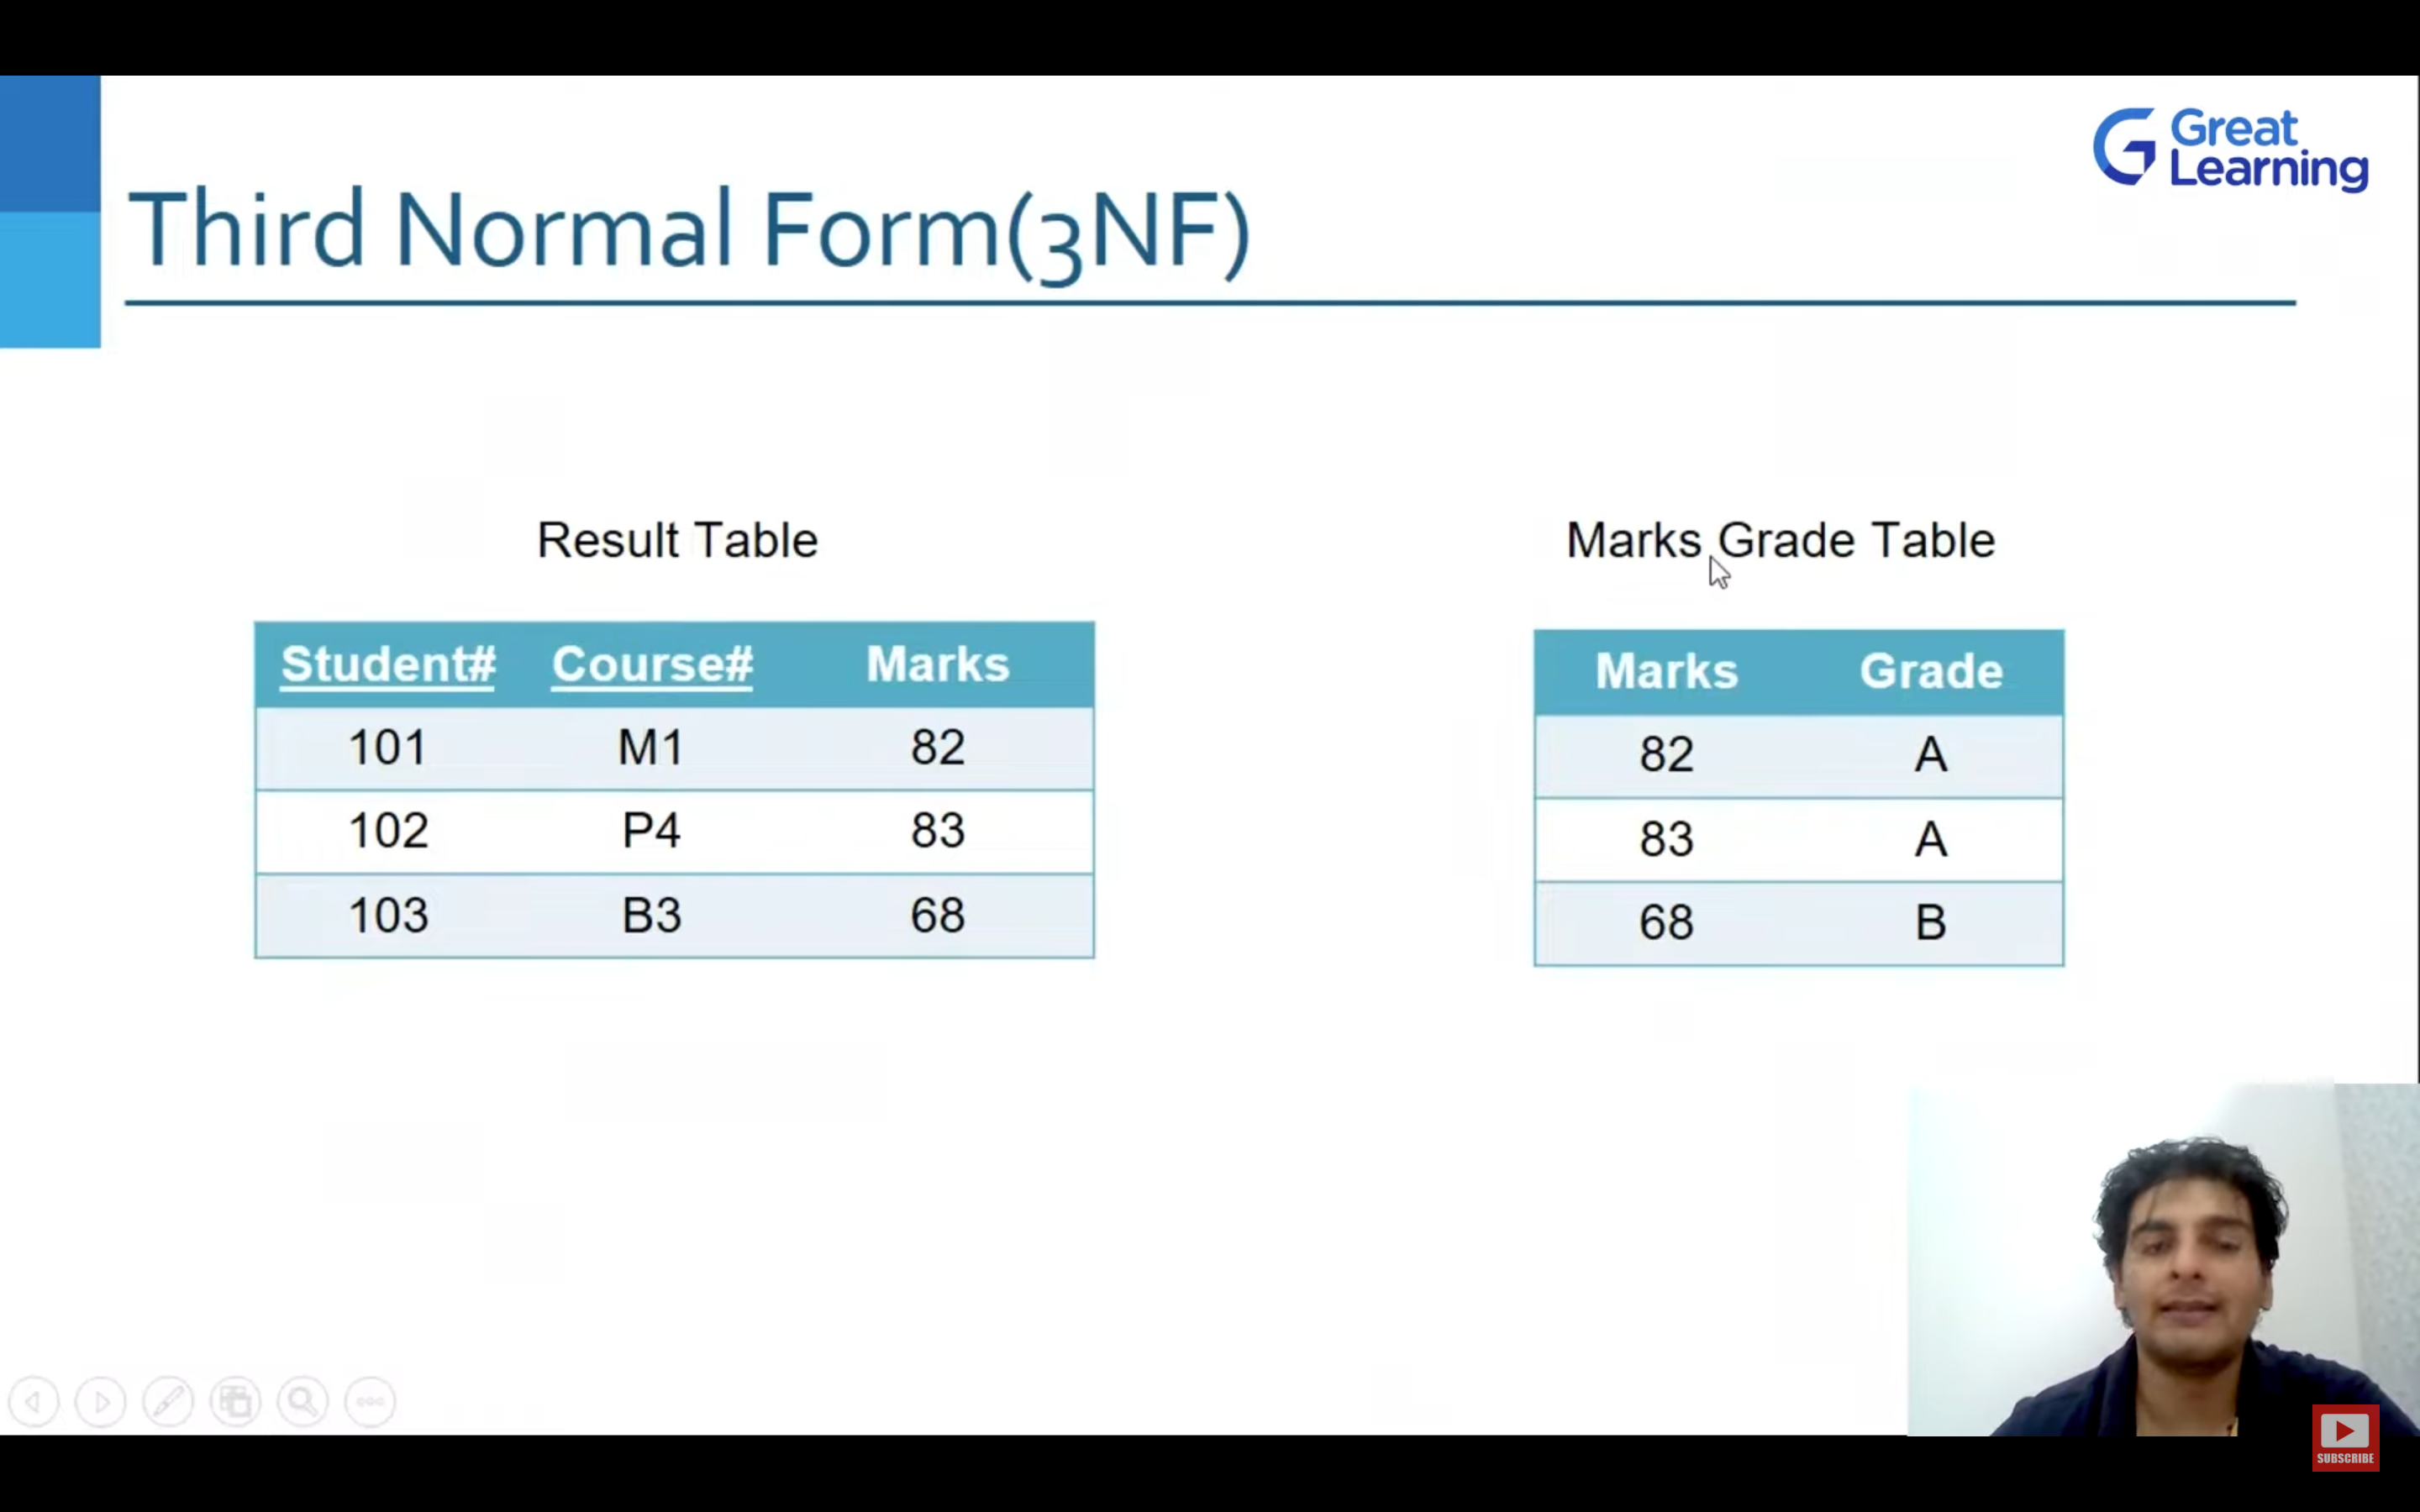 Great
Learning
Third Normal Form(3NF)
Result Table
Marks Grade Table
Student# Course# Marks
101 M1 82
102 P4 83
103 B3 68
Marks Grade
82 A
83 A
68 B
SUBSCRIBE